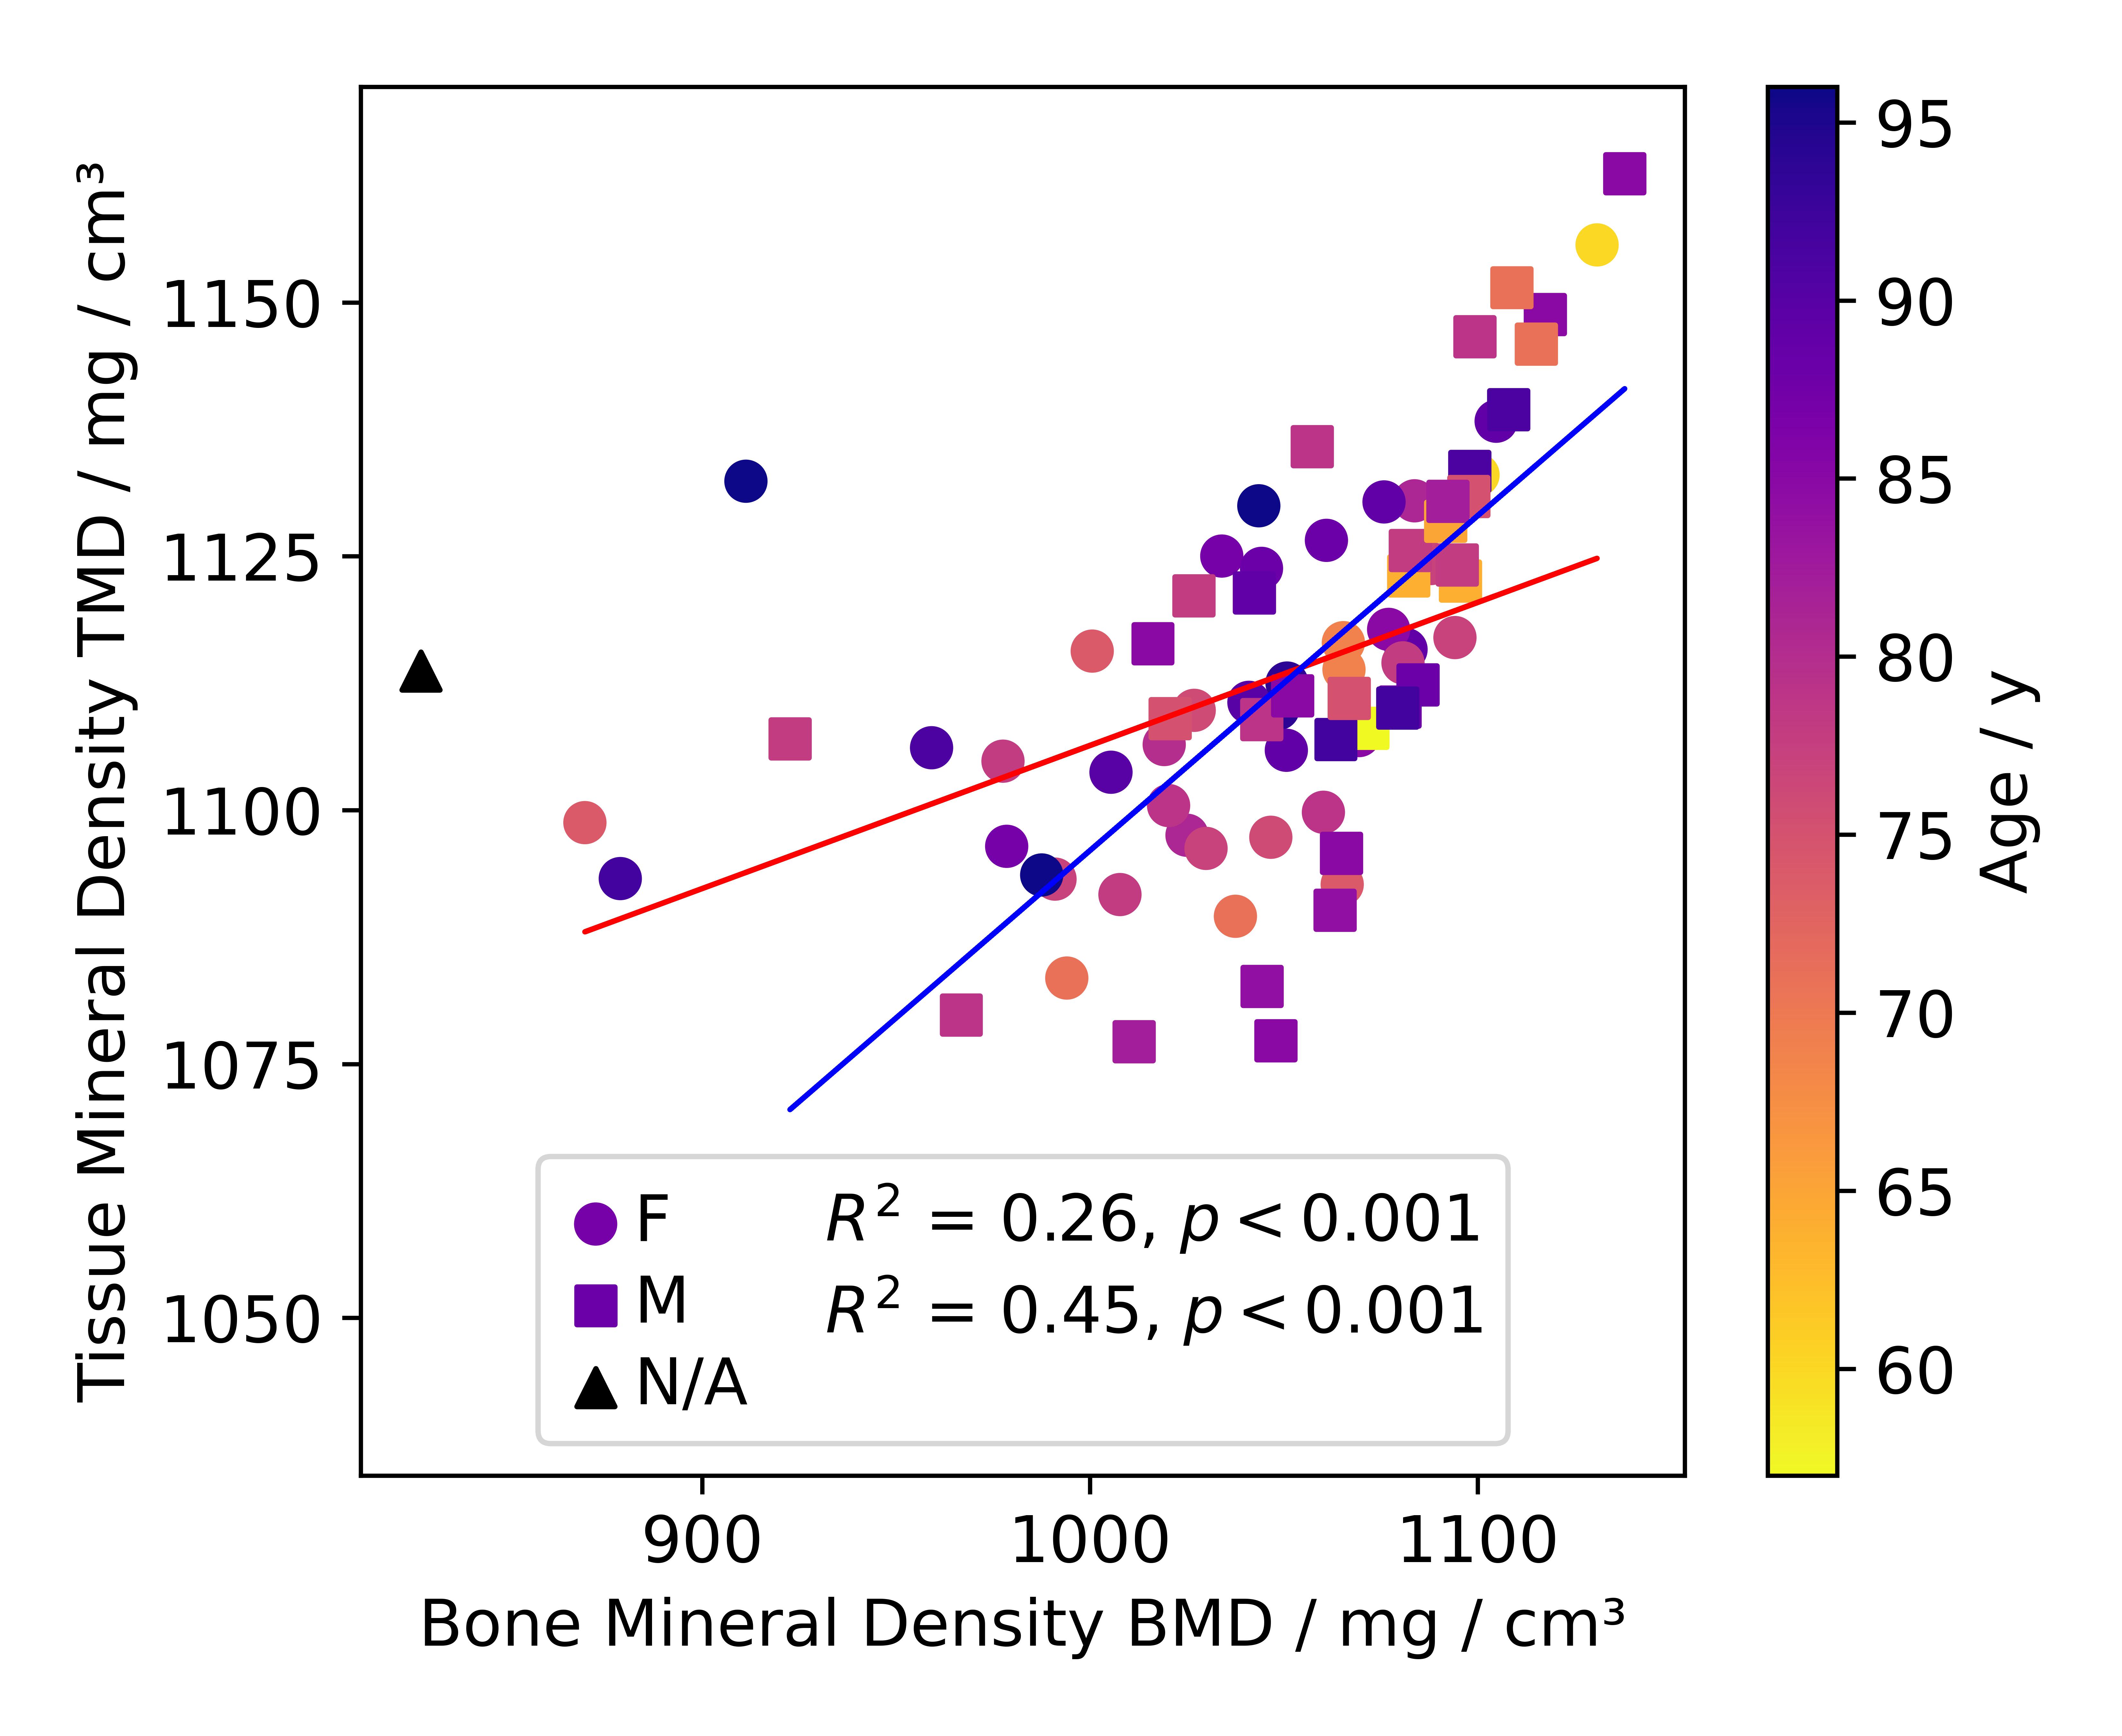 Tissue Mineral Density TMD / mg / cm³
1150
1125
1100
1075
1050
F R² = 0.26, p < 0.001
M R² = 0.45, p < 0.001
N/A
900 1000 1100
Bone Mineral Density BMD / mg / cm³
95
90
85
80
75
70
65
60
Age / y